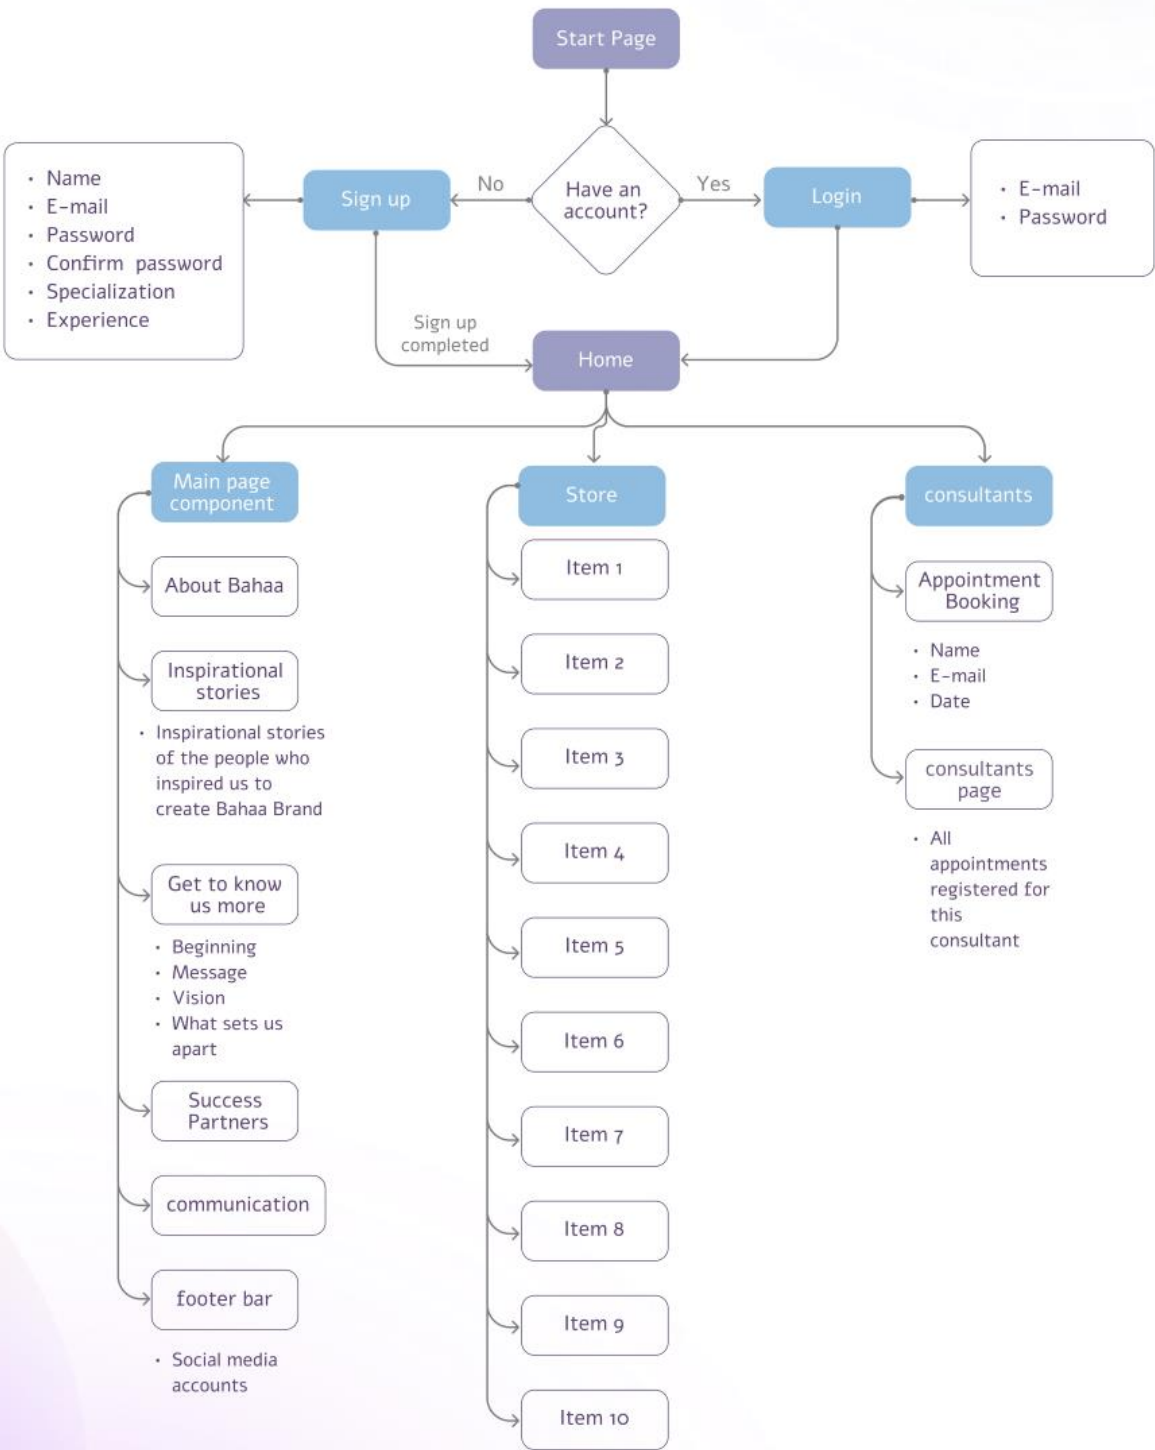 Start Page
Have an
account?
No
Yes
Sign up
Login
• Name
• E-mail
• Password
• Confirm password
• Specialization
• Experience
• E-mail
• Password
Sign up
completed
Home
Main page
component
About Bahaa
Inspirational
stories
• Inspirational stories
of the people who
inspired us to
create Bahaa Brand
Get to know
us more
• Beginning
• Message
• Vision
• What sets us
apart
Success
Partners
communication
footer bar
• Social media
accounts
Store
Item 1
Item 2
Item 3
Item 4
Item 5
Item 6
Item 7
Item 8
Item 9
Item 10
consultants
Appointment
Booking
• Name
• E-mail
• Date
consultants
page
• All
appointments
registered for
this
consultant